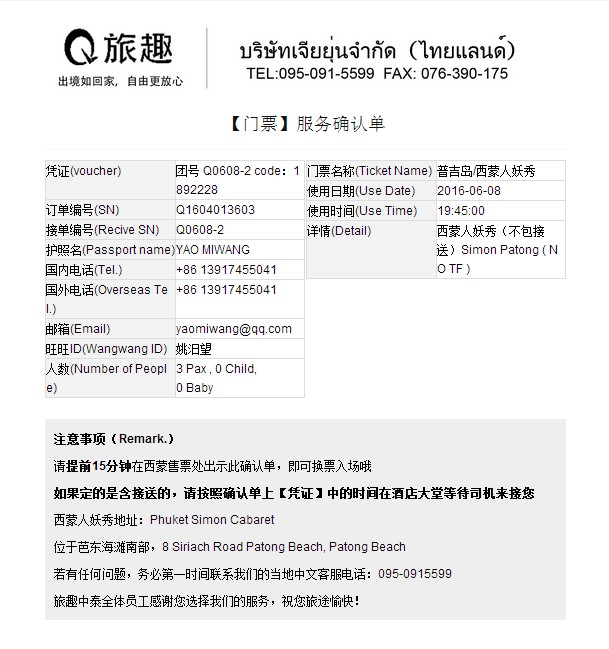 Q旅趣
出境如回家，自由更放心
บริษัทเจียยุ่นจำกัด (ไทยแลนด์)
TEL:095-091-5599 FAX: 076-390-175
【门票】服务确认单
凭证(voucher)
团号 Q0608-2 code：1
892228
订单编号(SN)
Q1604013603
接单编号(Recive SN)
Q0608-2
护照名(Passport name)
YAO MIWANG
国内电话(Tel.)
+86 13917455041
国外电话(Overseas Te
l.)
+86 13917455041
邮箱(Email)
yaomiwang@qq.com
旺旺ID(Wangwang ID)
姚汨望
人数(Number of Peopl
e)
3 Pax , 0 Child,
0 Baby
门票名称(Ticket Name)
普吉岛/西蒙人妖秀
使用日期(Use Date)
2016-06-08
使用时间(Use Time)
19:45:00
详情(Detail)
西蒙人妖秀（不包接
送）Simon Patong ( N
O TF )
注意事项（Remark.）
请提前15分钟在西蒙售票处出示此确认单，即可换票入场哦
如果定的是含接送的，请按照确认单上【凭证】中的时间在酒店大堂等待司机来接您
西蒙人妖秀地址：Phuket Simon Cabaret
位于芭东海滩南部，8 Siriach Road Patong Beach, Patong Beach
若有任何问题，务必第一时间联系我们的当地中文客服电话：095-0915599
旅趣中泰全体员工感谢您选择我们的服务，祝您旅途愉快！